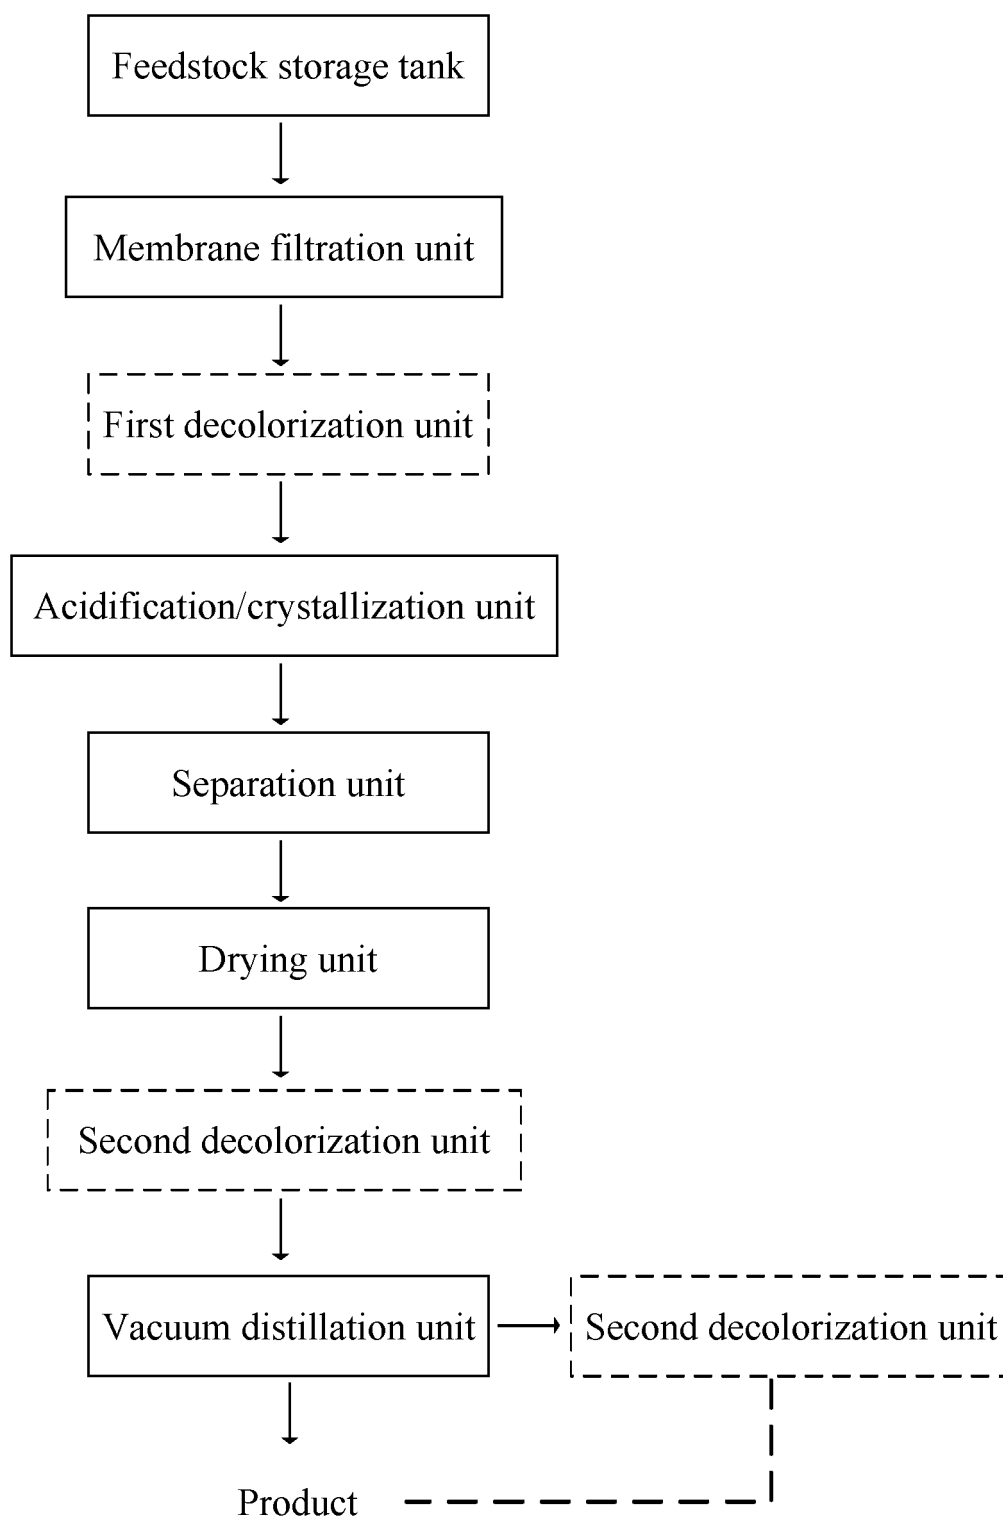 Feedstock storage tank
Membrane filtration unit
First decolorization unit
Acidification/crystallization unit
Separation unit
Drying unit
Second decolorization unit
Vacuum distillation unit
Second decolorization unit
Product